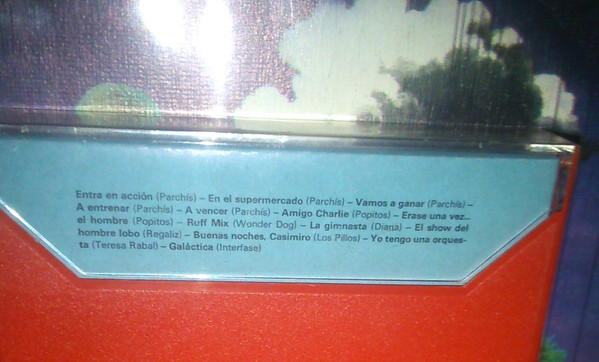 Entra en acción (Parchís) – En el supermercado (Parchís) – Vamos a ganar (Parchís) –
A entrenar (Parchís) – A vencer (Parchís) – Amigo Charlie (Popitos) – Erase una vez...
el hombre (Popitos) – Ruff Mix (Wonder Dog) – La gimnasta (Diana) – El show del
hombre lobo (Regaliz) – Buenas noches, Casimiro (Los Pillos) – Yo tengo una orques-
ta (Teresa Rabal) – Galáctica (Interfase)